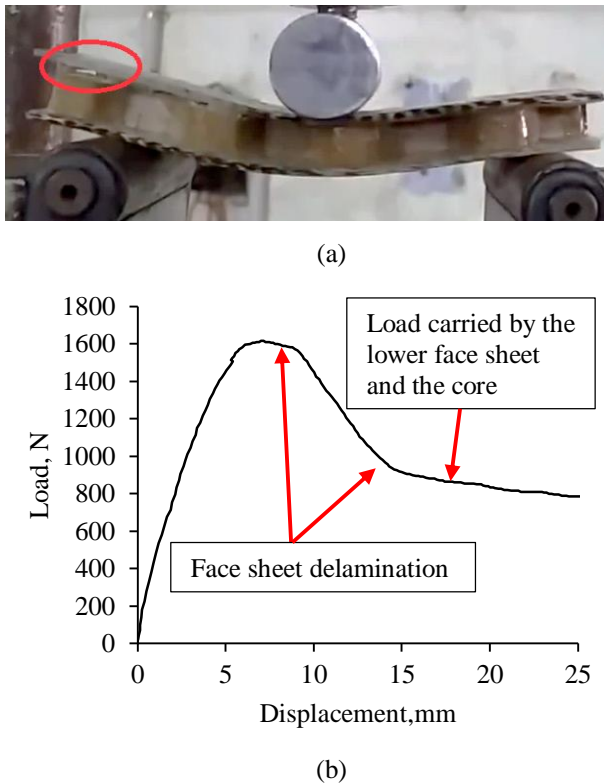 (a)
1800
1600
1400
1200
1000
800
600
400
200
0
Load, N
Load carried by the
lower face sheet
and the core
Face sheet delamination
0 5 10 15 20 25
Displacement,mm
(b)